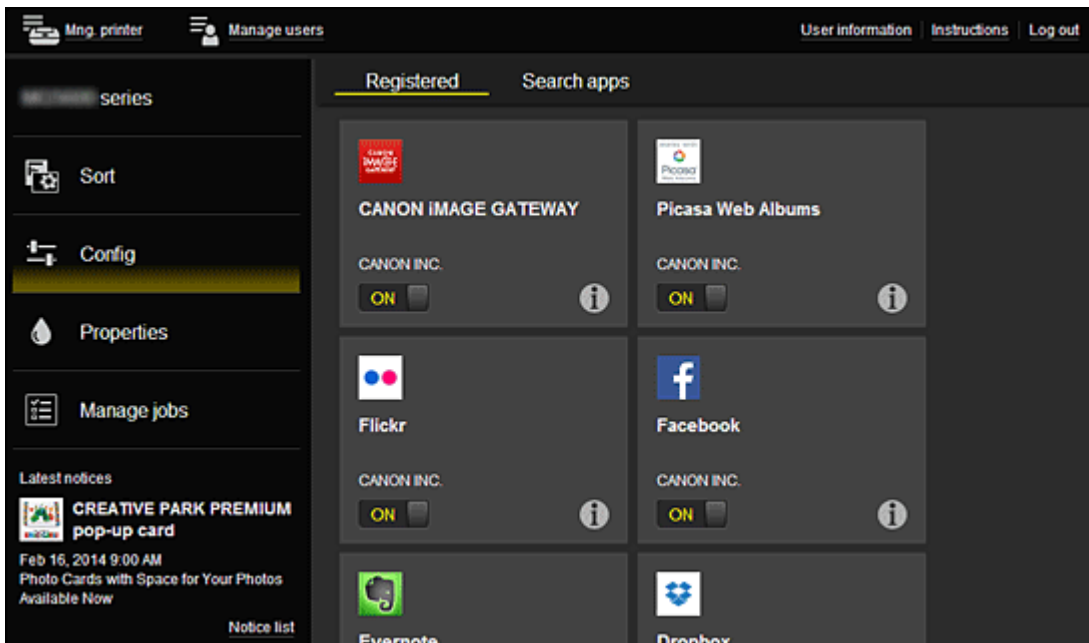 Mng. printer
Manage users
User information
Instructions
Log out
series
Sort
Config
Properties
Manage jobs
Latest notices
CREATIVE PARK PREMIUM
pop-up card
Feb 16, 2014 9:00 AM
Photo Cards with Space for Your Photos
Available Now
Notice list
Registered
Search apps
CANON iMAGE GATEWAY
CANON INC.
ON
Picasa
Picasa Web Albums
CANON INC.
ON
Flickr
CANON INC.
ON
Facebook
CANON INC.
ON
Evernote
Dropbox